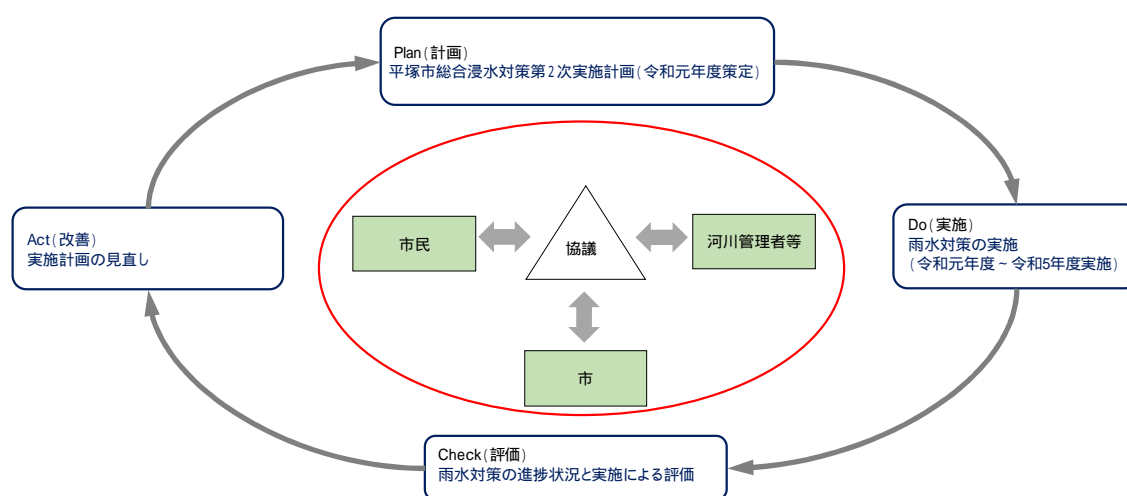 Plan(計画)
平塚市総合浸水対策第2次実施計画(令和元年度策定)
Act(改善)
実施計画の見直し
市民
協議
河川管理者等
Do(実施)
雨水対策の実施
(令和元年度~令和5年度実施)
市
Check(評価)
雨水対策の進捗状況と実施による評価